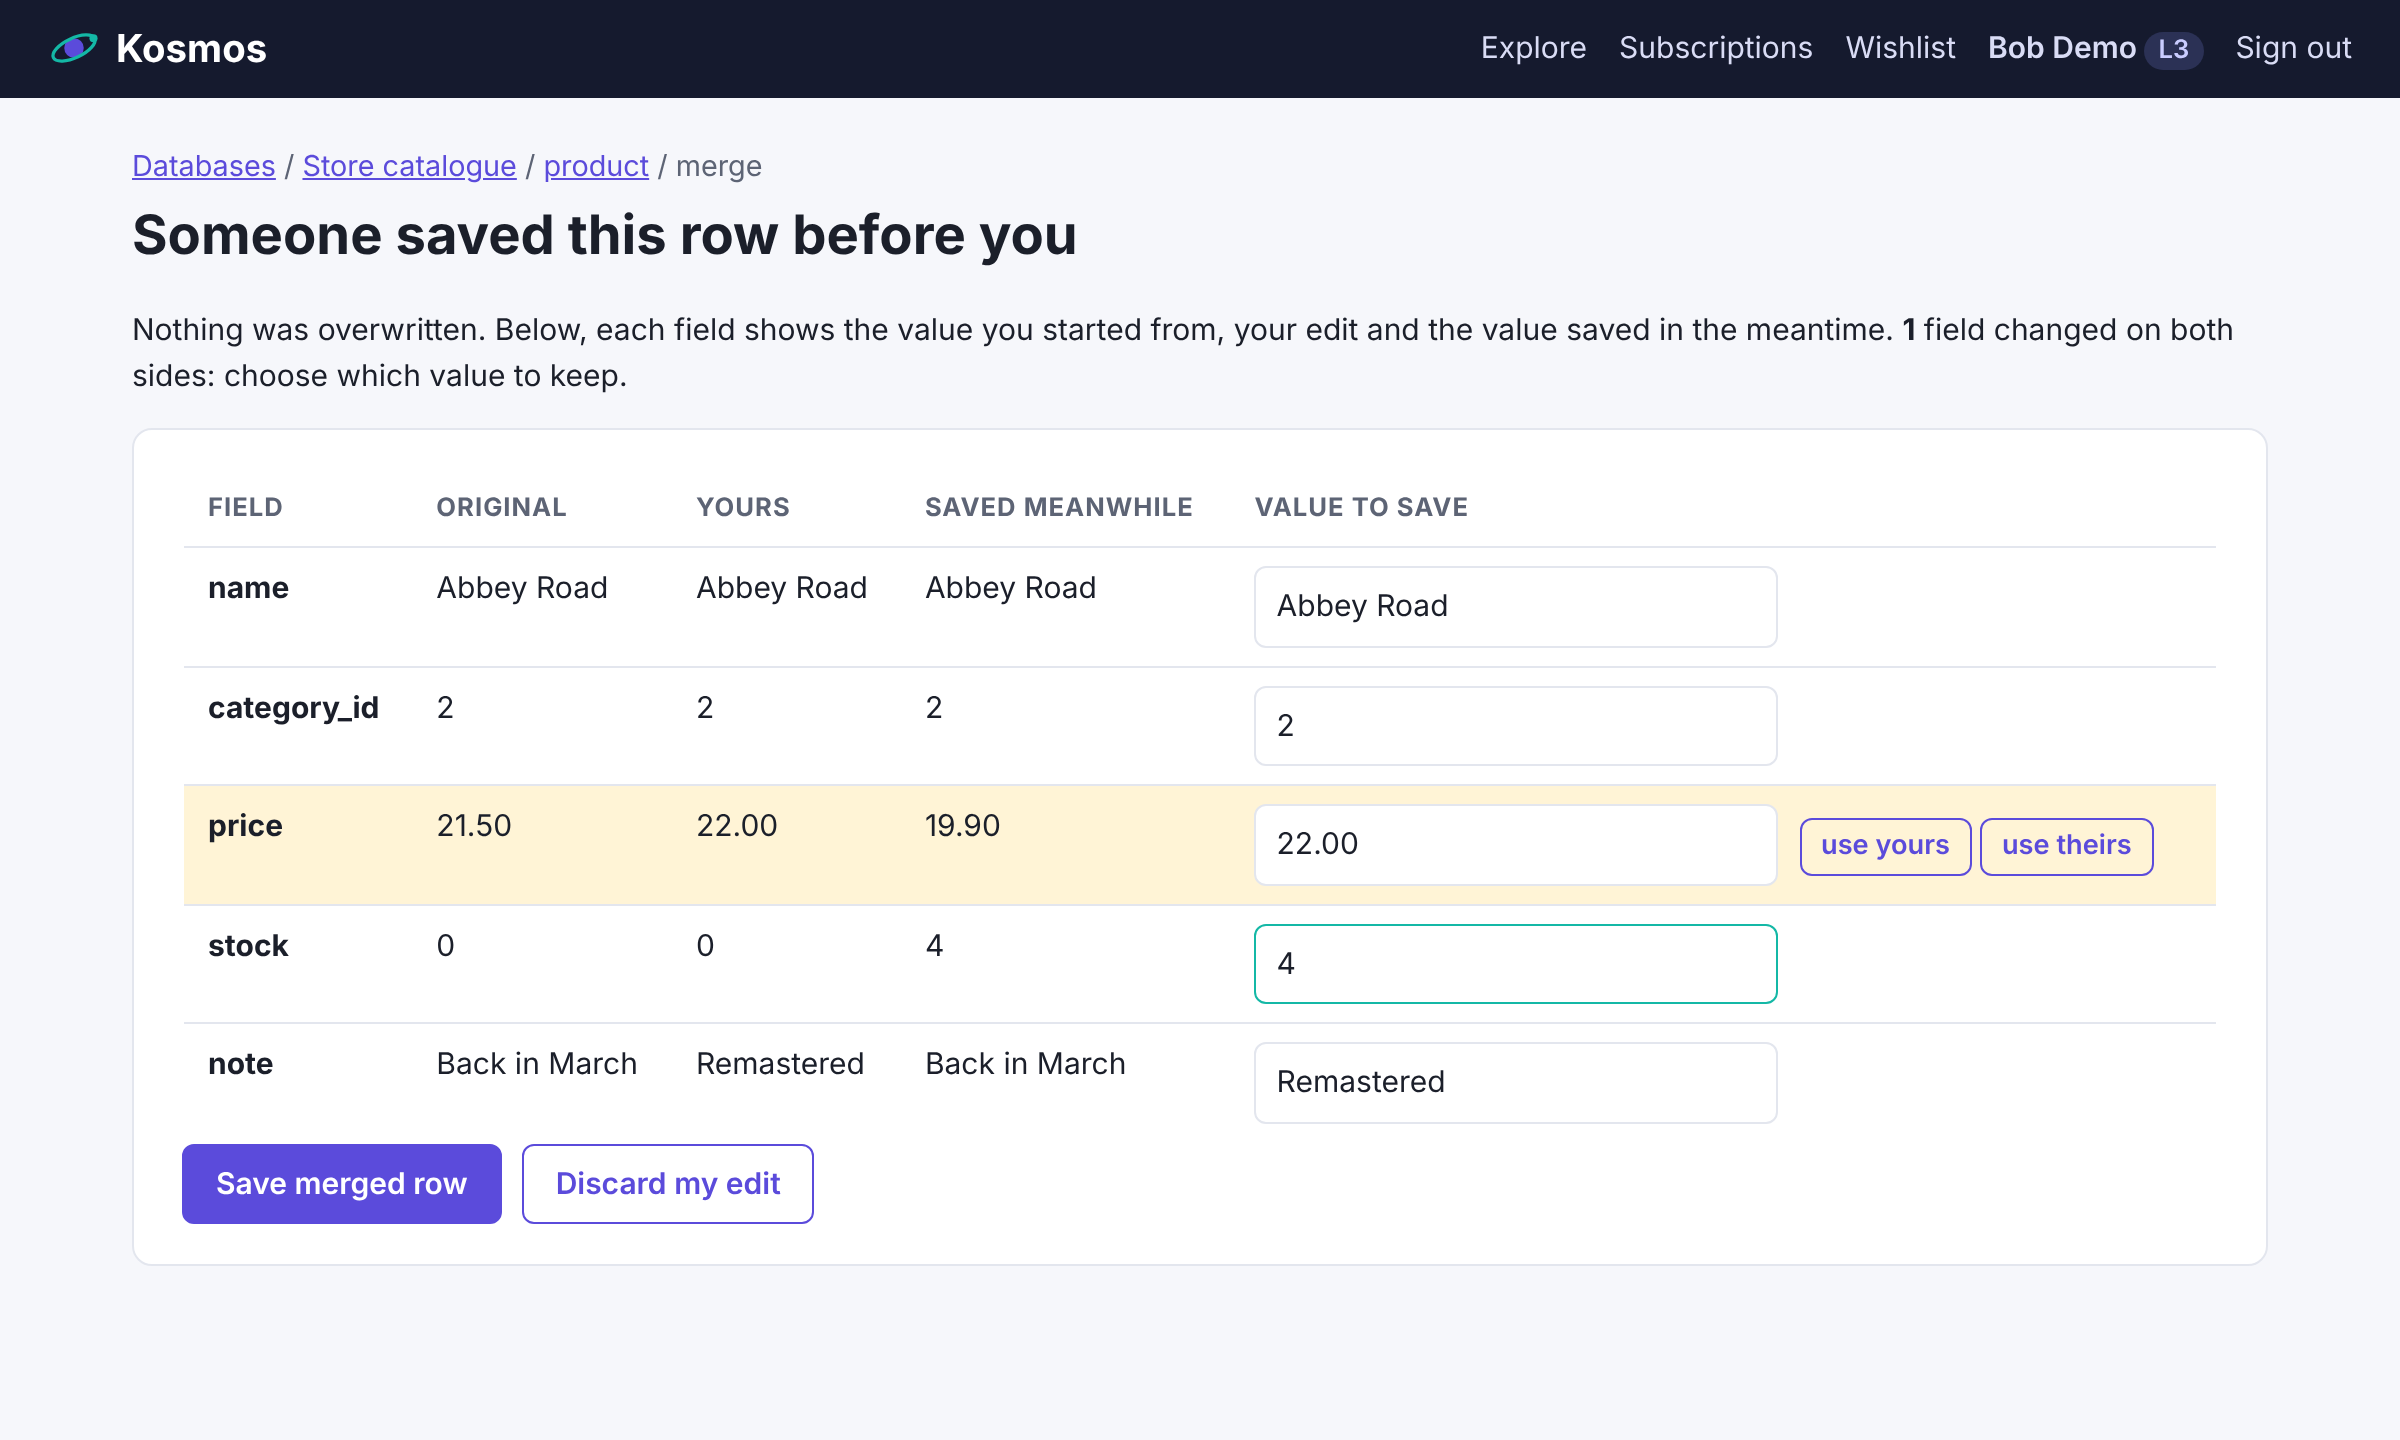 Kosmos
Explore Subscriptions Wishlist Bob Demo L3 Sign out
Databases / Store catalogue / product / merge
Someone saved this row before you
Nothing was overwritten. Below, each field shows the value you started from, your edit and the value saved in the meantime. 1 field changed on both
sides: choose which value to keep.
FIELD ORIGINAL YOURS SAVED MEANWHILE VALUE TO SAVE
name Abbey Road Abbey Road Abbey Road Abbey Road
category_id 2 2 2 2
price 21.50 22.00 19.90 22.00 use yours use theirs
stock 0 0 4 4
note Back in March Remastered Back in March Remastered
Save merged row Discard my edit